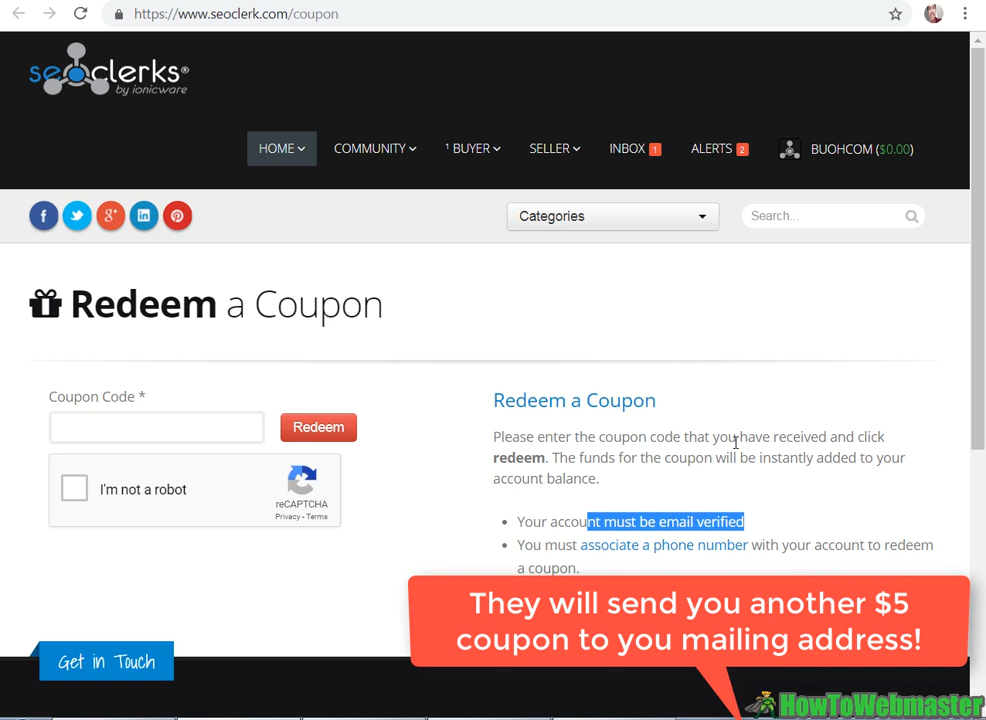 https://www.seoclerk.com/coupon
seoclerks®
by ionicware
HOME COMMUNITY 1 BUYER SELLER INBOX 1 ALERTS 2 BUOHCOM ($0.00)
f g+ in
Categories Search...
Redeem a Coupon
Coupon Code *
Redeem
I'm not a robot
reCAPTCHA
Privacy - Terms
Redeem a Coupon
Please enter the coupon code that you have received and click
redeem. The funds for the coupon will be instantly added to your
account balance.
Your account must be email verified
You must associate a phone number with your account to redeem
a coupon.
They will send you another $5
coupon to you mailing address!
Get in Touch
HowToWebmaster